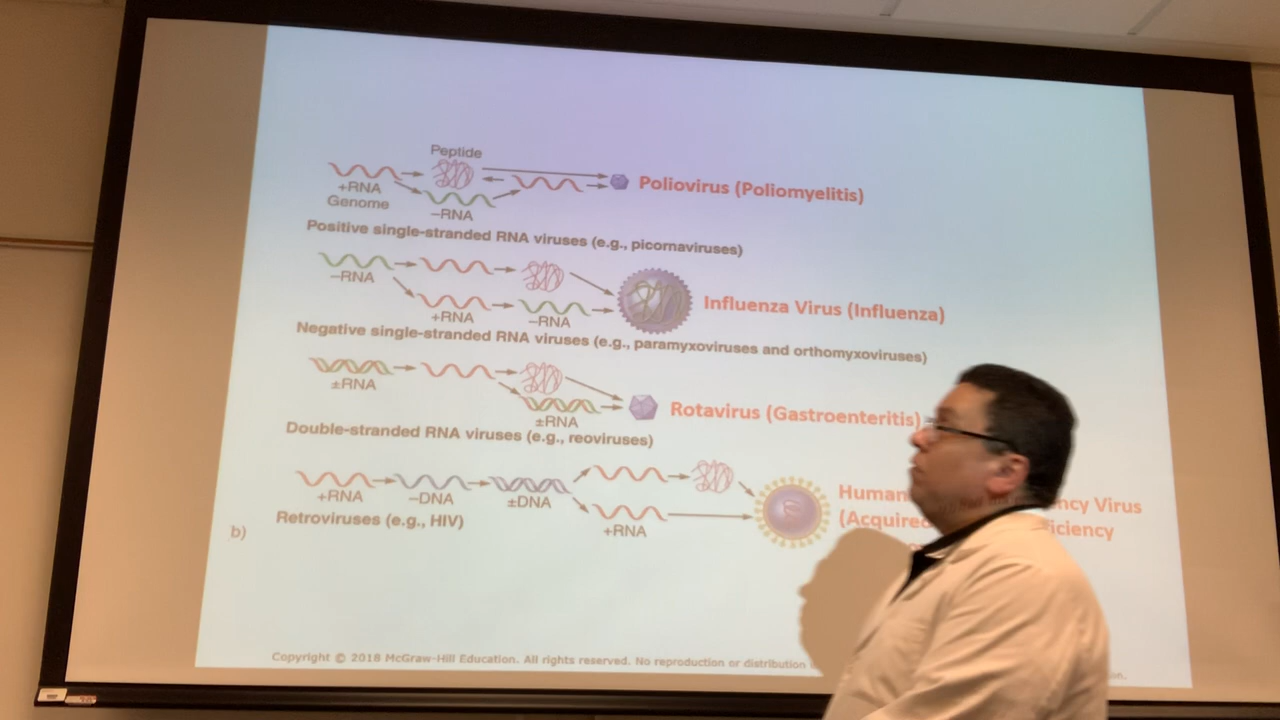 Peptide
+RNA
Genome
−RNA
Poliovirus (Poliomyelitis)
Positive single-stranded RNA viruses (e.g., picornaviruses)
−RNA
+RNA
−RNA
Influenza Virus (Influenza)
Negative single-stranded RNA viruses (e.g., paramyxoviruses and orthomyxoviruses)
±RNA
±RNA
Rotavirus (Gastroenteritis)
Double-stranded RNA viruses (e.g., reoviruses)
+RNA
−DNA
±DNA
+RNA
Human ncy Virus
(Acquired iciency
Retroviruses (e.g., HIV)
b)
Copyright © 2018 McGraw-Hill Education. All rights reserved. No reproduction or distribution